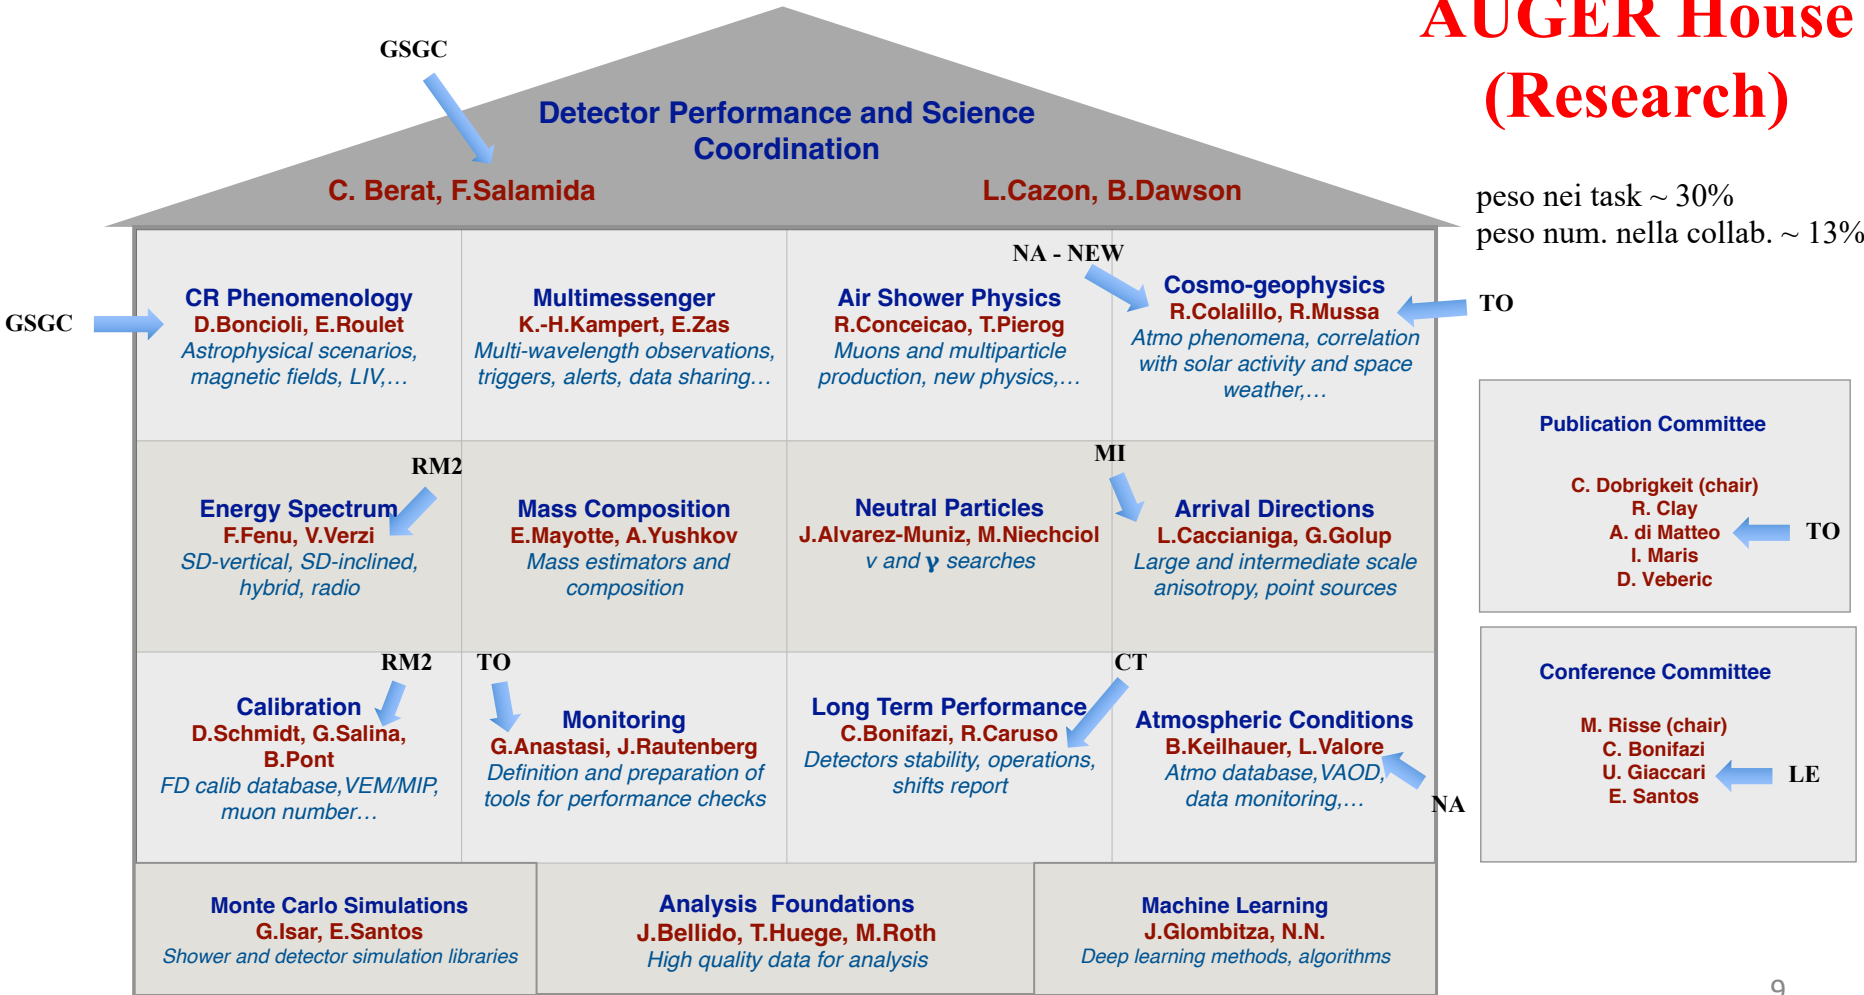 AUGER House
(Research)
GSGC
Detector Performance and Science
Coordination
C. Berat, F.Salamida
L.Cazon, B.Dawson
peso nei task ~ 30%
peso num. nella collab. ~ 13%
GSGC
CR Phenomenology
D.Boncioli, E.Roulet
Astrophysical scenarios,
magnetic fields, LIV,…
Multimessenger
K.-H.Kampert, E.Zas
Multi-wavelength observations,
triggers, alerts, data sharing…
Air Shower Physics
R.Conceicao, T.Pierog
Muons and multiparticle
production, new physics,…
NA - NEW
Cosmo-geophysics
R.Colalillo, R.Mussa
Atmo phenomena, correlation
with solar activity and space
weather,…
TO
RM2
Energy Spectrum
F.Fenu, V.Verzi
SD-vertical, SD-inclined,
hybrid, radio
Mass Composition
E.Mayotte, A.Yushkov
Mass estimators and
composition
Neutral Particles
J.Alvarez-Muniz, M.Niechciol
ν and γ searches
MI
Arrival Directions
L.Caccianiga, G.Golup
Large and intermediate scale
anisotropy, point sources
Publication Committee
C. Dobrigkeit (chair)
R. Clay
A. di Matteo
I. Maris
D. Veberic
TO
RM2
Calibration
D.Schmidt, G.Salina,
B.Pont
FD calib database,VEM/MIP,
muon number…
TO
Monitoring
G.Anastasi, J.Rautenberg
Definition and preparation of
tools for performance checks
Long Term Performance
C.Bonifazi, R.Caruso
Detectors stability, operations,
shifts report
CT
Atmospheric Conditions
B.Keilhauer, L.Valore
Atmo database,VAOD,
data monitoring,…
NA
Conference Committee
M. Risse (chair)
C. Bonifazi
U. Giaccari
E. Santos
LE
Monte Carlo Simulations
G.Isar, E.Santos
Shower and detector simulation libraries
Analysis Foundations
J.Bellido, T.Huege, M.Roth
High quality data for analysis
Machine Learning
J.Glombitza, N.N.
Deep learning methods, algorithms
9